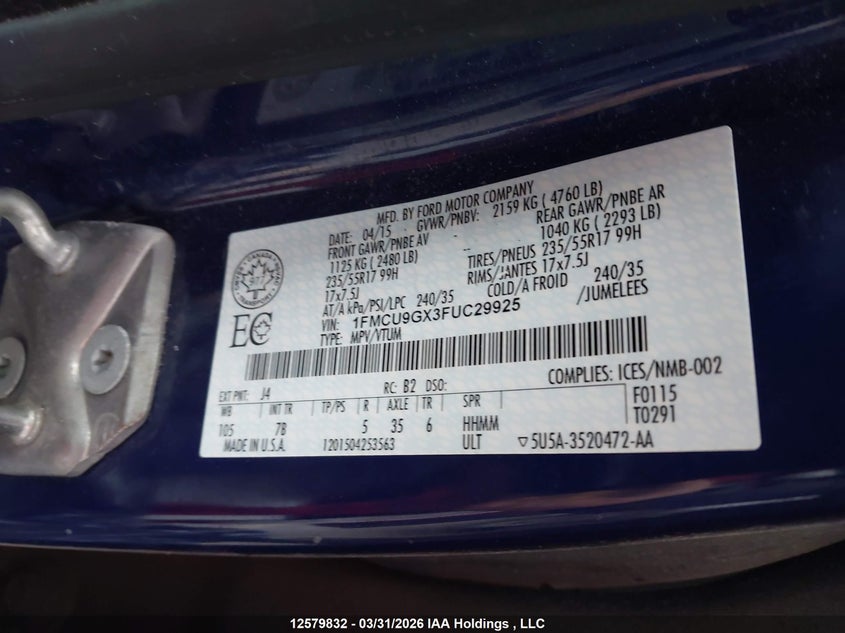 MFD. BY FORD MOTOR COMPANY
DATE: 04/15 GVWR/PNBV: 2159 KG ( 4760 LB)
FRONT GAWR/PNBE AV REAR GAWR/PNBE AR
1125 KG ( 2480 LB) 1040 KG ( 2293 LB)
235/55R17 99H TIRES/PNEUS 235/55R17 99H
17x7.5J RIMS/JANTES 17x7.5J
AT/A kPa/PSI/LPC 240/35 COLD/A FROID 240/35
VIN: 1FMCU9GX3FUC29925 /JUMELEES
TYPE: MPV/VTUM
EC
COMPLIES: ICES/NMB-002
EXT PNT: J4 RC: B2 DSO: F0115
WB INT TR TP/PS R AXLE TR SPR T0291
105 7B 5 35 6 HHMM
MADE IN U.S.A. 1201504253563 ULT 5U5A-3520472-AA
12579832 - 03/31/2026 IAA Holdings , LLC